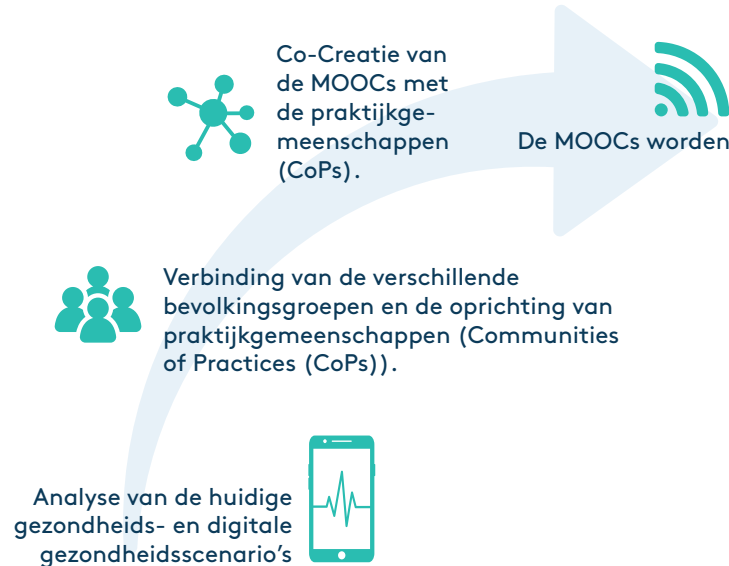 Co-Creatie van
de MOOCs met
de praktijkge-
meenschappen
(CoPs).
De MOOCs worden
Verbinding van de verschillende
bevolkingsgroepen en de oprichting van
praktijkgemeenschappen (Communities
of Practices (CoPs)).
Analyse van de huidige
gezondheids- en digitale
gezondheidsscenario's